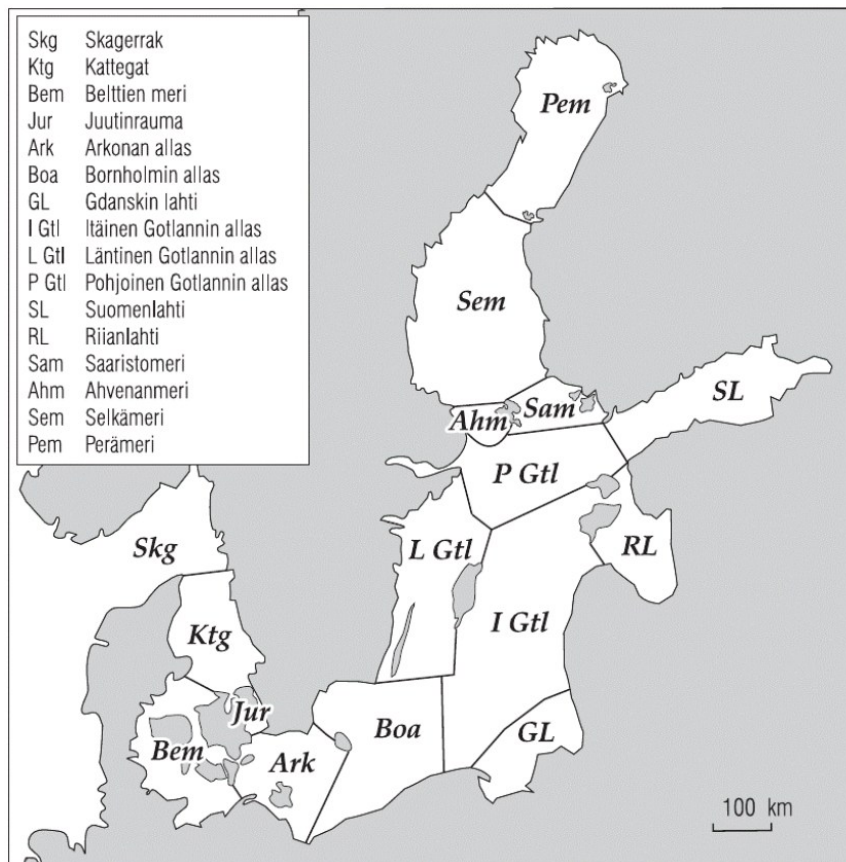 Skg Skagerrak
Ktg Kattegat
Bem Belttien meri
Jur Juutinrauma
Ark Arkonan allas
Boa Bornholmin allas
GL Gdanskin lahti
I Gtl Itäinen Gotlannin allas
L Gtl Läntinen Gotlannin allas
P Gtl Pohjoinen Gotlannin allas
SL Suomenlahti
RL Riianlahti
Sam Saaristomeri
Ahm Ahvenanmeri
Sem Selkämeri
Pem Perämeri
Pem
Sem
SL
Ahm
Sam
P Gtl
Skg
L Gtl
RL
Ktg
I Gtl
Jur
Boa
GL
Bem
Ark
100 km